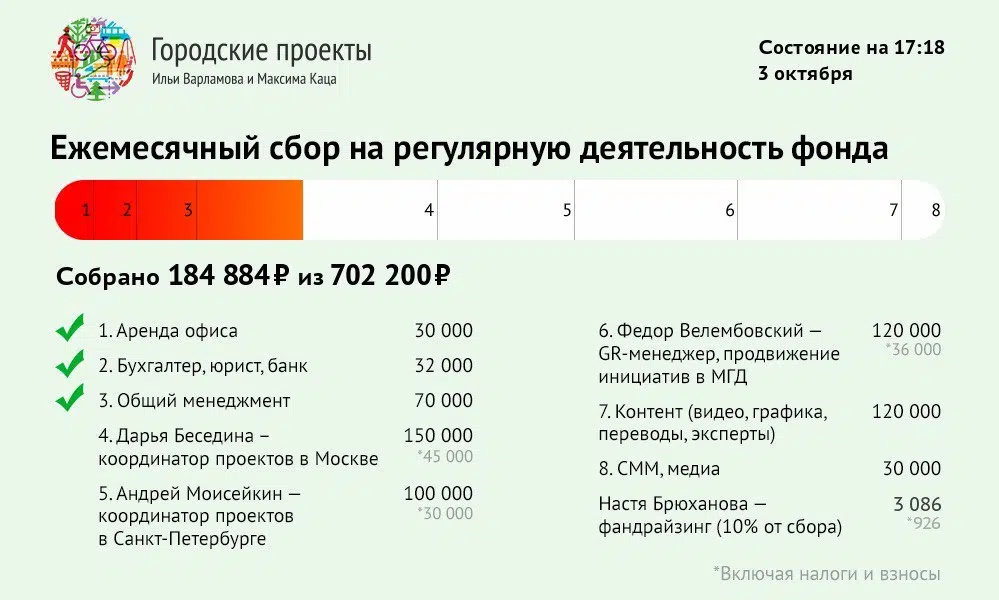 Городские проекты
Ильи Варламова и Максима Каца
Состояние на 17:18
3 октября
Ежемесячный сбор на регулярную деятельность фонда
1 2 3 4 5 6 7 8
Собрано 184 884₽ из 702 200₽
1. Аренда офиса 30 000
2. Бухгалтер, юрист, банк 32 000
3. Общий менеджмент 70 000
4. Дарья Беседина – 150 000
координатор проектов в Москве *45 000
5. Андрей Моисейкин — 100 000
координатор проектов *30 000
в Санкт-Петербурге
6. Федор Велембовский — 120 000
GR-менеджер, продвижение *36 000
инициатив в МГД
7. Контент (видео, графика, 120 000
переводы, эксперты)
8. СММ, медиа 30 000
Настя Брюханова — 3 086
фандрайзинг (10% от сбора) *926
*Включая налоги и взносы